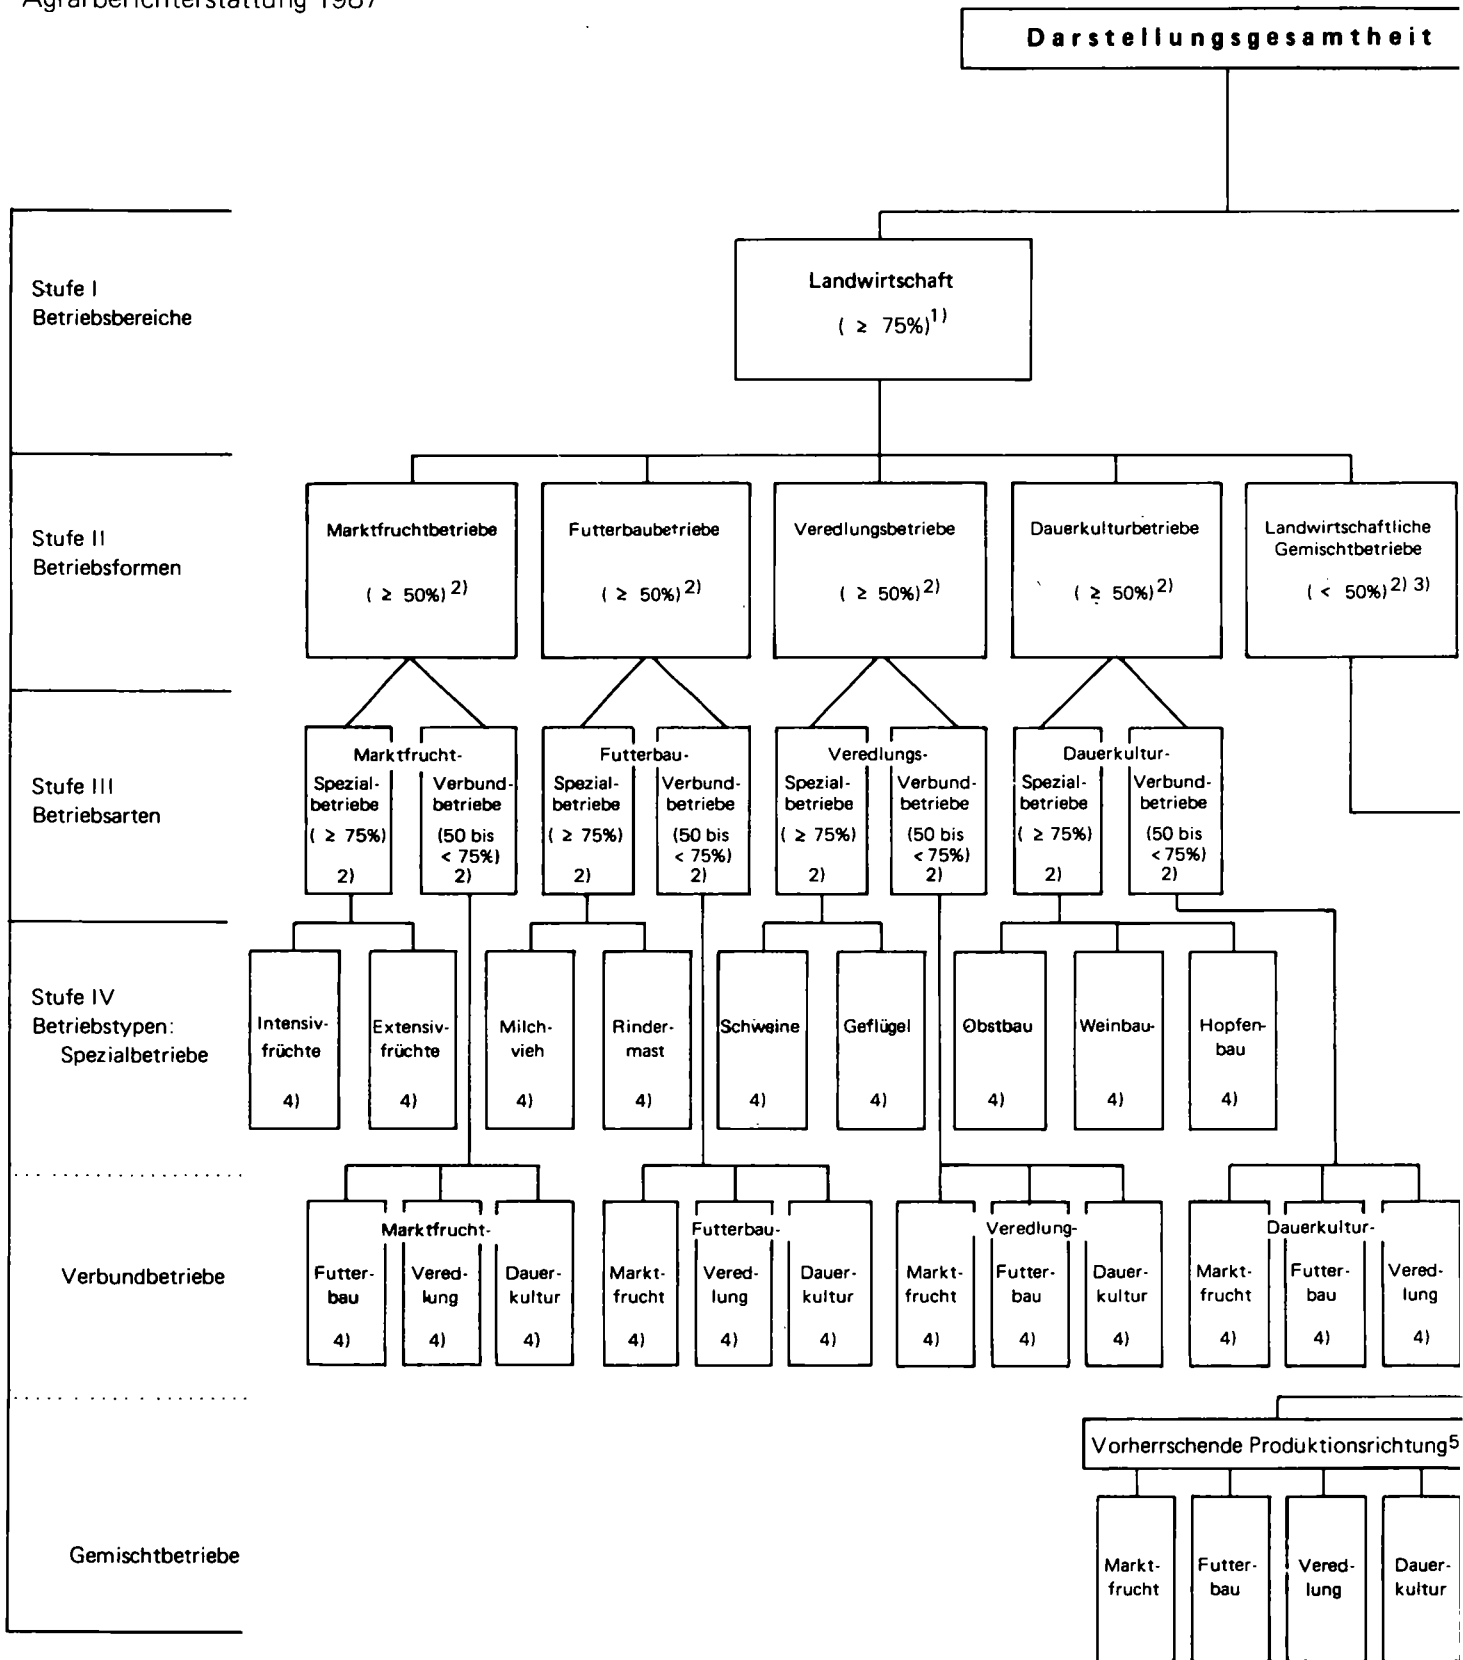 Agrarberichterstattung 1987
Darstellungsgesamtheit
Stufe I
Betriebsbereiche
Landwirtschaft
( ≥ 75%)1)
Stufe II
Betriebsformen
Marktfruchtbetriebe
( ≥ 50%)2)
Futterbaubetriebe
( ≥ 50%)2)
Veredlungsbetriebe
( ≥ 50%)2)
Dauerkulturbetriebe
( ≥ 50%)2)
Landwirtschaftliche
Gemischtbetriebe
( < 50%)2) 3)
Stufe III
Betriebsarten
Marktfrucht-
Spezial-
betriebe
( ≥ 75%)
2)
Verbund-
betriebe
(50 bis
< 75%)
2)
Futterbau-
Spezial-
betriebe
( ≥ 75%)
2)
Verbund-
betriebe
(50 bis
< 75%)
2)
Veredlungs-
Spezial-
betriebe
( ≥ 75%)
2)
Verbund-
betriebe
(50 bis
< 75%)
2)
Dauerkultur-
Spezial-
betriebe
( ≥ 75%)
2)
Verbund-
betriebe
(50 bis
< 75%)
2)
Stufe IV
Betriebstypen:
Spezialbetriebe
Intensiv-
früchte
4)
Extensiv-
früchte
4)
Milch-
vieh
4)
Rinder-
mast
4)
Schweine
4)
Geflügel
4)
Obstbau
4)
Weinbau-
4)
Hopfen-
bau
4)
Verbundbetriebe
Marktfrucht-
Futter-
bau
4)
Vered-
lung
4)
Dauer-
kultur
4)
Futterbau-
Markt-
frucht
4)
Vered-
lung
4)
Dauer-
kultur
4)
Veredlung-
Markt-
frucht
4)
Futter-
bau
4)
Dauer-
kultur
4)
Dauerkultur-
Markt-
frucht
4)
Futter-
bau
4)
Vered-
lung
4)
Gemischtbetriebe
Vorherrschende Produktionsrichtung5
Markt-
frucht
Futter-
bau
Vered-
lung
Dauer-
kultur